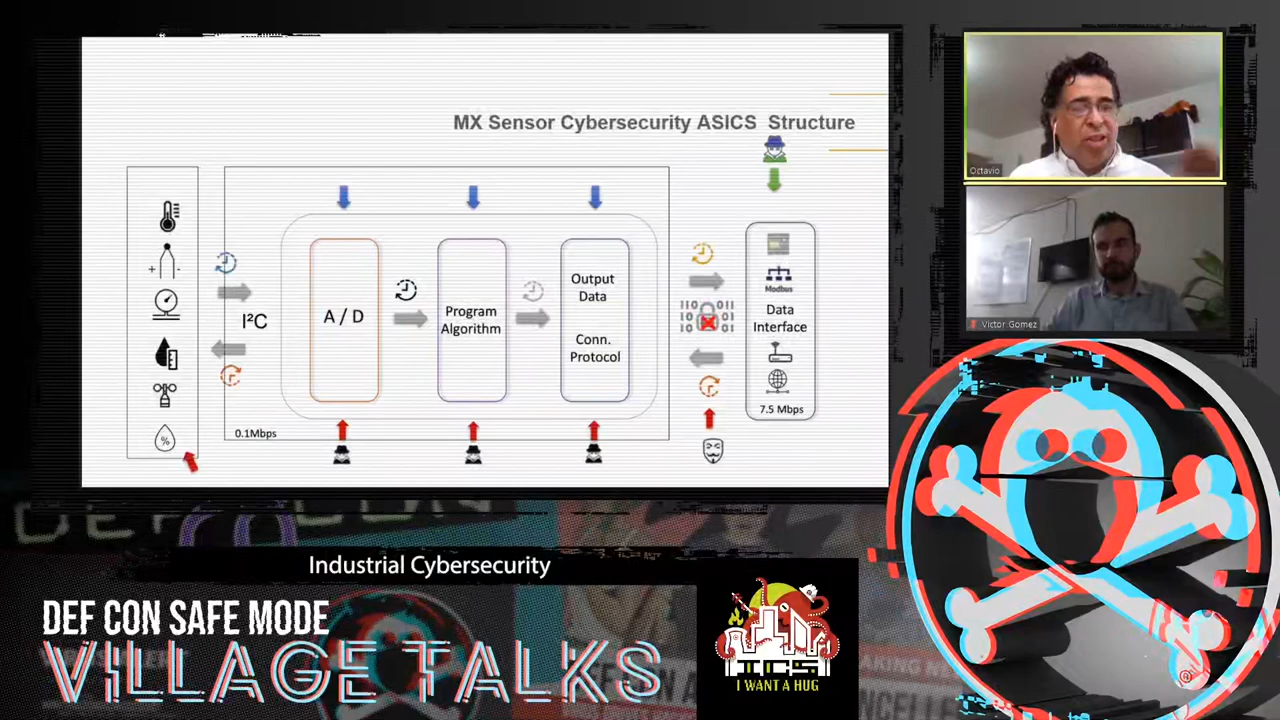 MX Sensor Cybersecurity ASICS Structure
+ -
%
I²C
0.1Mbps
A / D
Program
Algorithm
Output
Data
Conn.
Protocol
Modbus
Data
Interface
7.5 Mbps
Octavio
Victor Gomez
Industrial Cybersecurity
DEF CON SAFE MODE
VILLAGE TALKS
ICS
I WANT A HUG